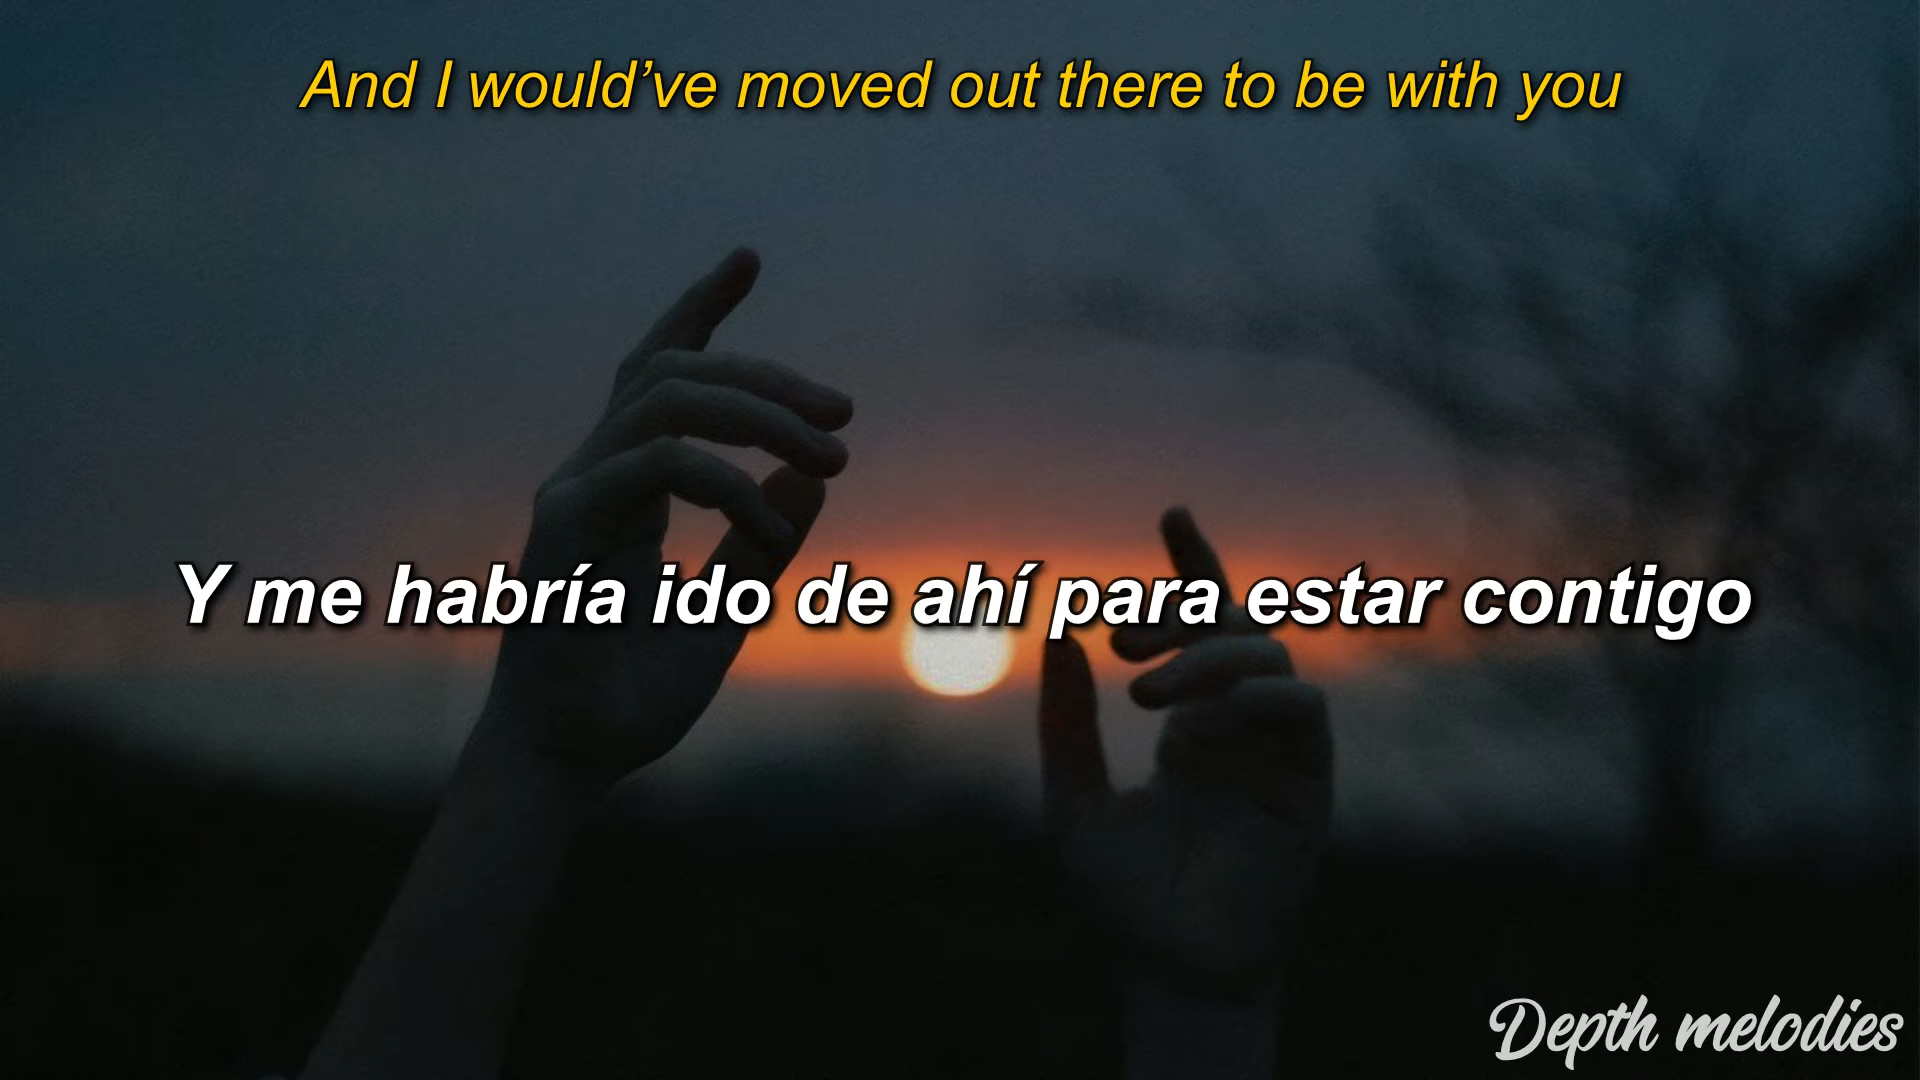 And I would’ve moved out there to be with you
Y me habría ido de ahí para estar contigo
Depth melodies